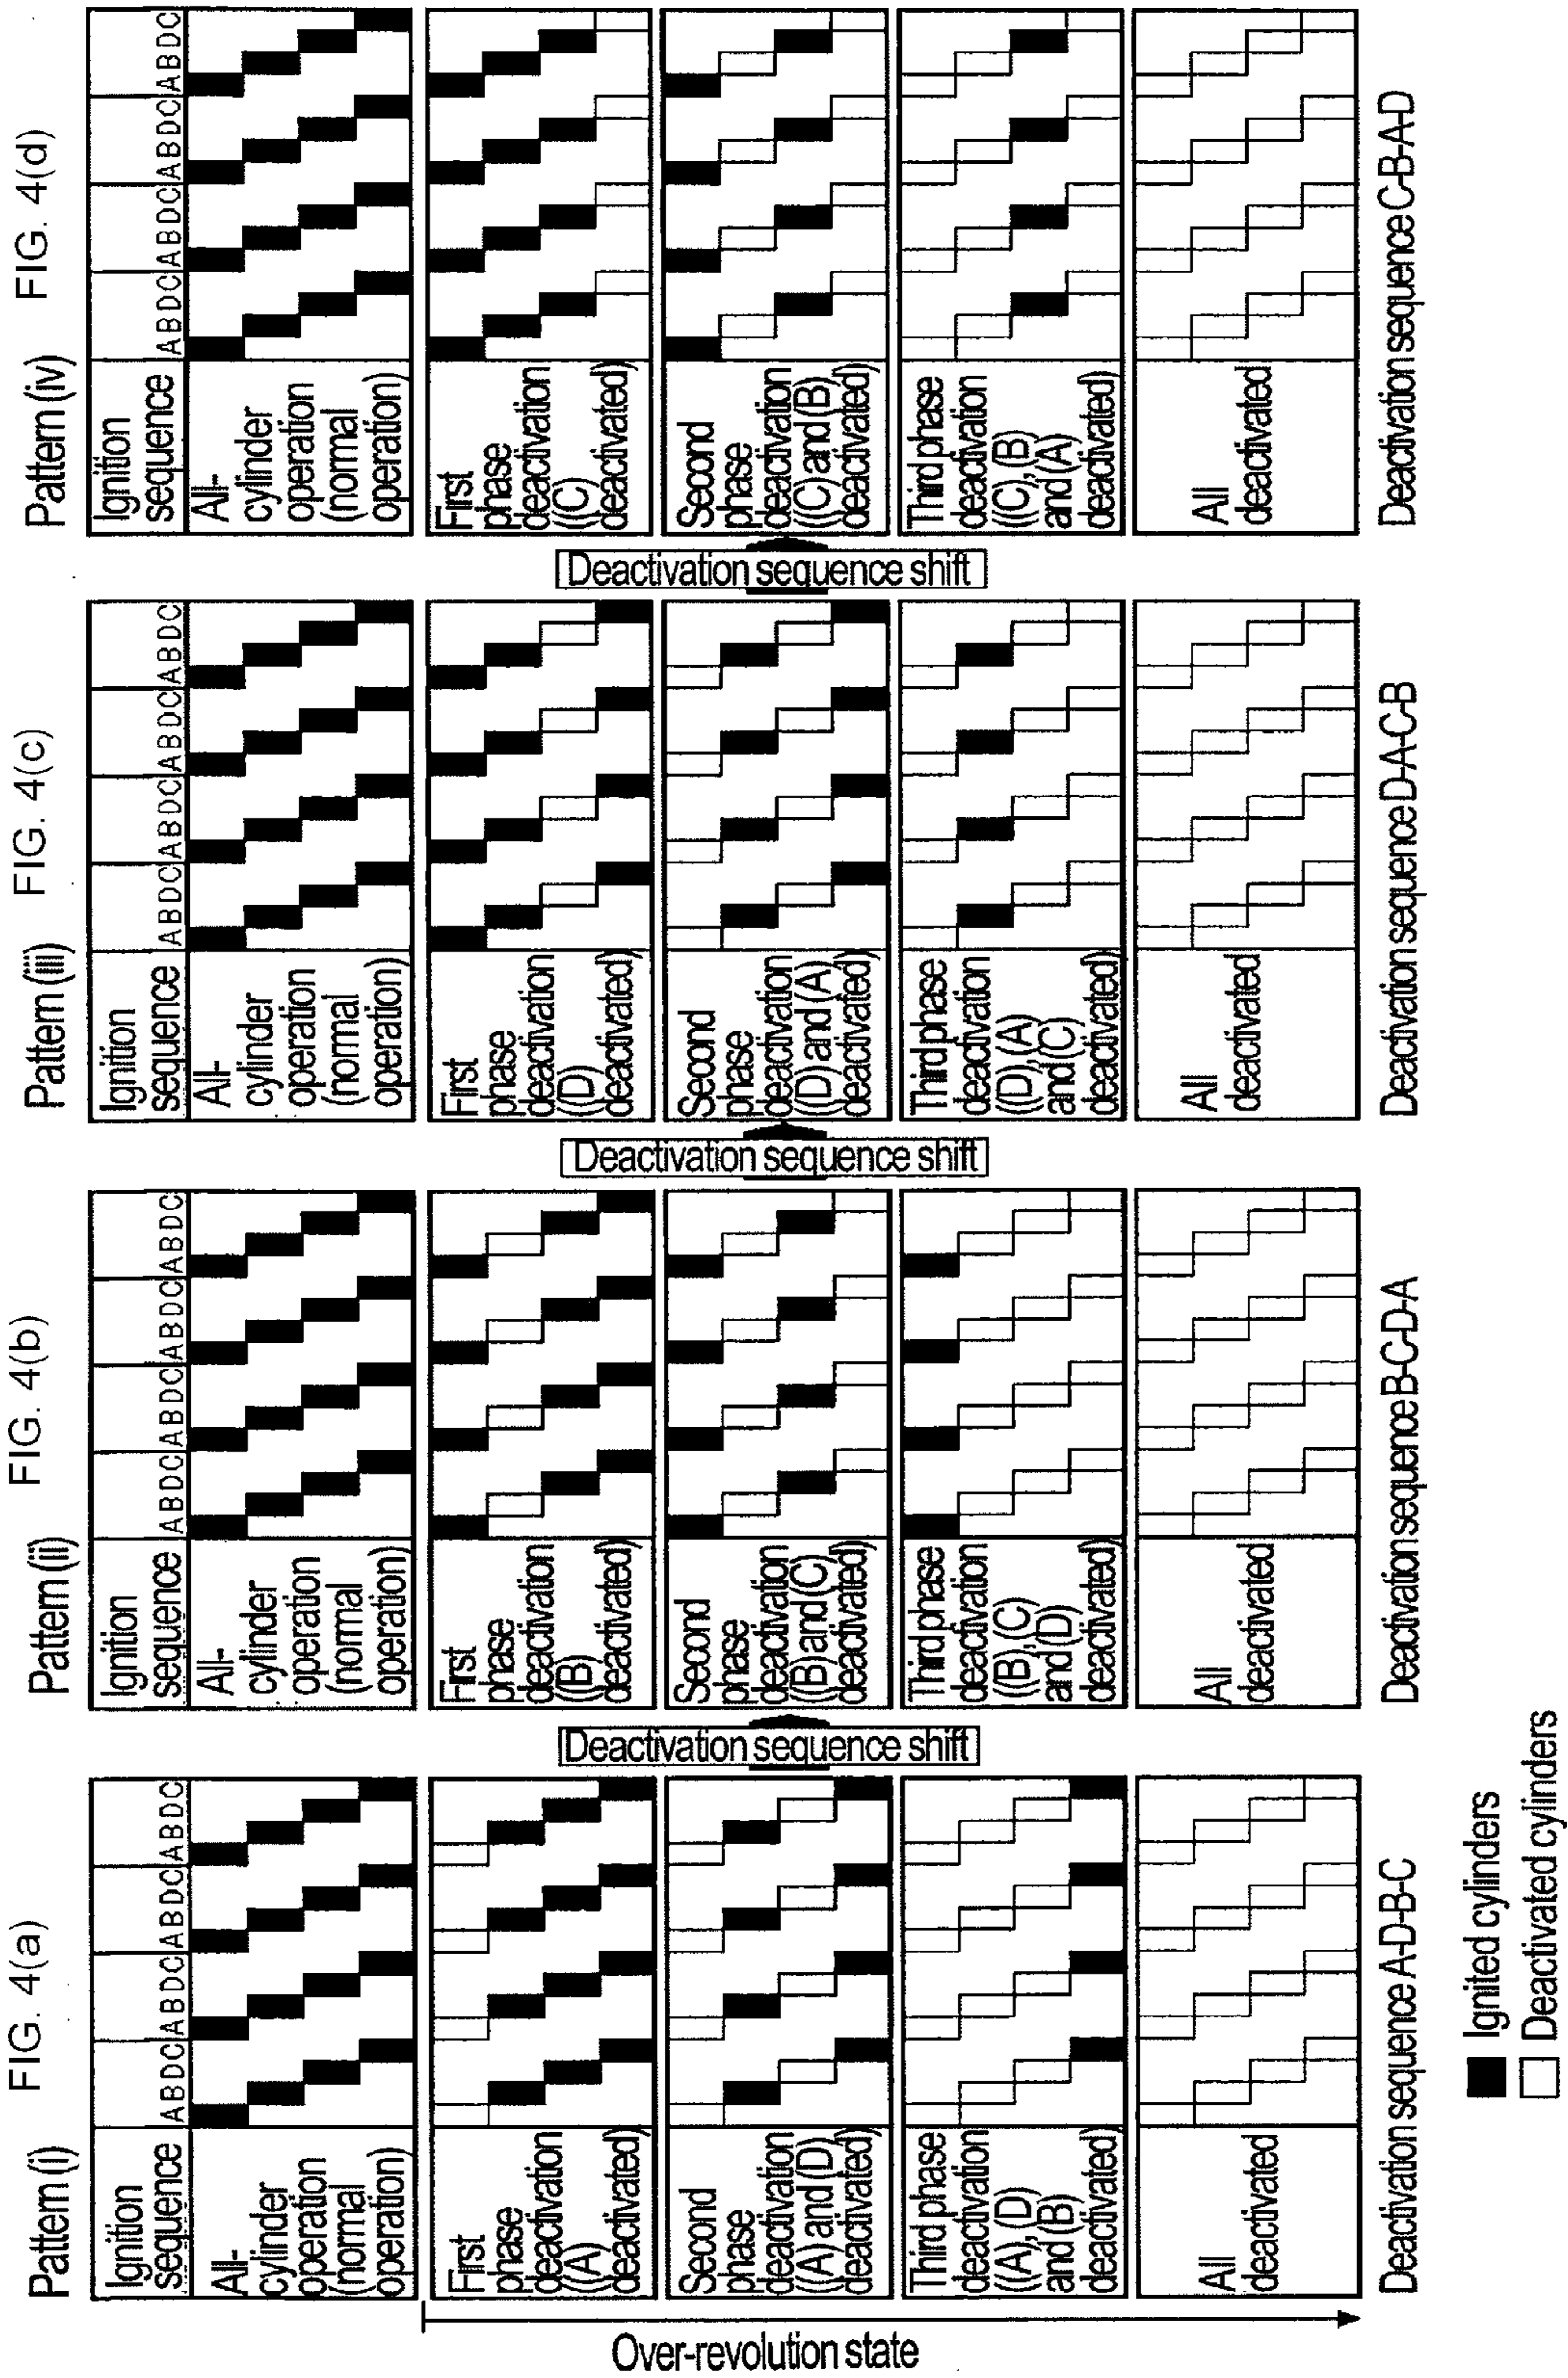 FIG. 4(a)
Pattern (i)
Ignition
sequence
A B D C A B D C A B D C A B D C
All-
cylinder
operation
(normal
operation)
First
phase
deactivation
((A)
deactivated)
Second
phase
deactivation
((A) and (D)
deactivated)
Third phase
deactivation
((A), (D)
and (B)
deactivated)
All
deactivated
Deactivation sequence A-D-B-C
Over-revolution state
Deactivation sequence shift
FIG. 4(b)
Pattern (ii)
Ignition
sequence
A B D C A B D C A B D C A B D C
All-
cylinder
operation
(normal
operation)
First
phase
deactivation
((B)
deactivated)
Second
phase
deactivation
((B) and (C)
deactivated)
Third phase
deactivation
((B), (C)
and (D)
deactivated)
All
deactivated
Deactivation sequence B-C-D-A
Deactivation sequence shift
FIG. 4(c)
Pattern (iii)
Ignition
sequence
A B D C A B D C A B D C A B D C
All-
cylinder
operation
(normal
operation)
First
phase
deactivation
((D)
deactivated)
Second
phase
deactivation
((D) and (A)
deactivated)
Third phase
deactivation
((D), (A)
and (C)
deactivated)
All
deactivated
Deactivation sequence D-A-C-B
Deactivation sequence shift
FIG. 4(d)
Pattern (iv)
Ignition
sequence
A B D C A B D C A B D C A B D C
All-
cylinder
operation
(normal
operation)
First
phase
deactivation
((C)
deactivated)
Second
phase
deactivation
((C) and (B)
deactivated)
Third phase
deactivation
((C), (B)
and (A)
deactivated)
All
deactivated
Deactivation sequence C-B-A-D
Ignited cylinders
Deactivated cylinders